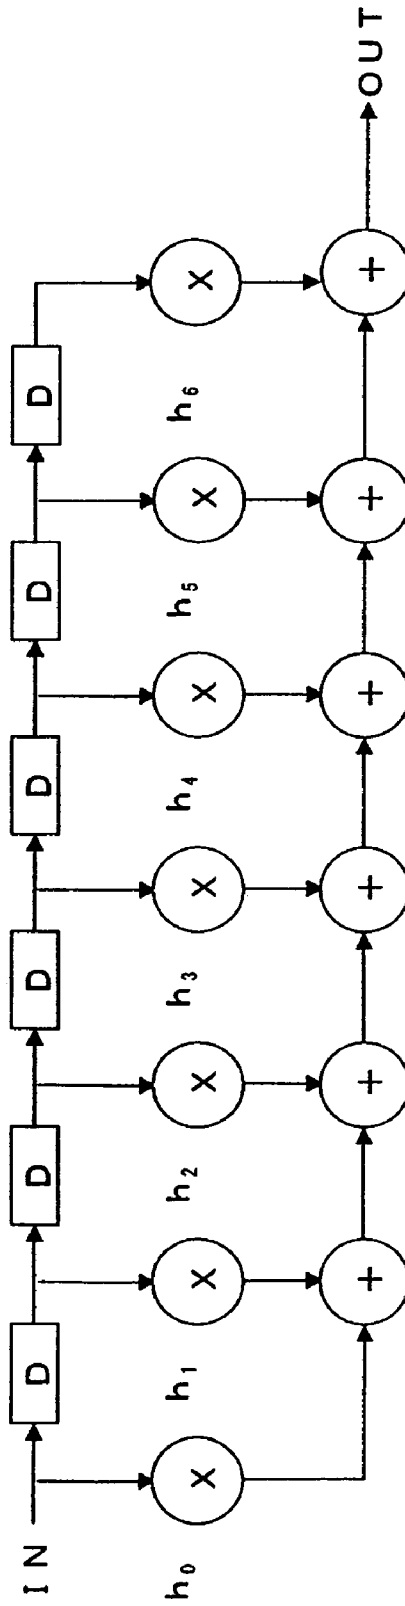 IN
D D D D D D
h0 h1 h2 h3 h4 h5 h6
X X X X X X X
+ + + + + +
OUT